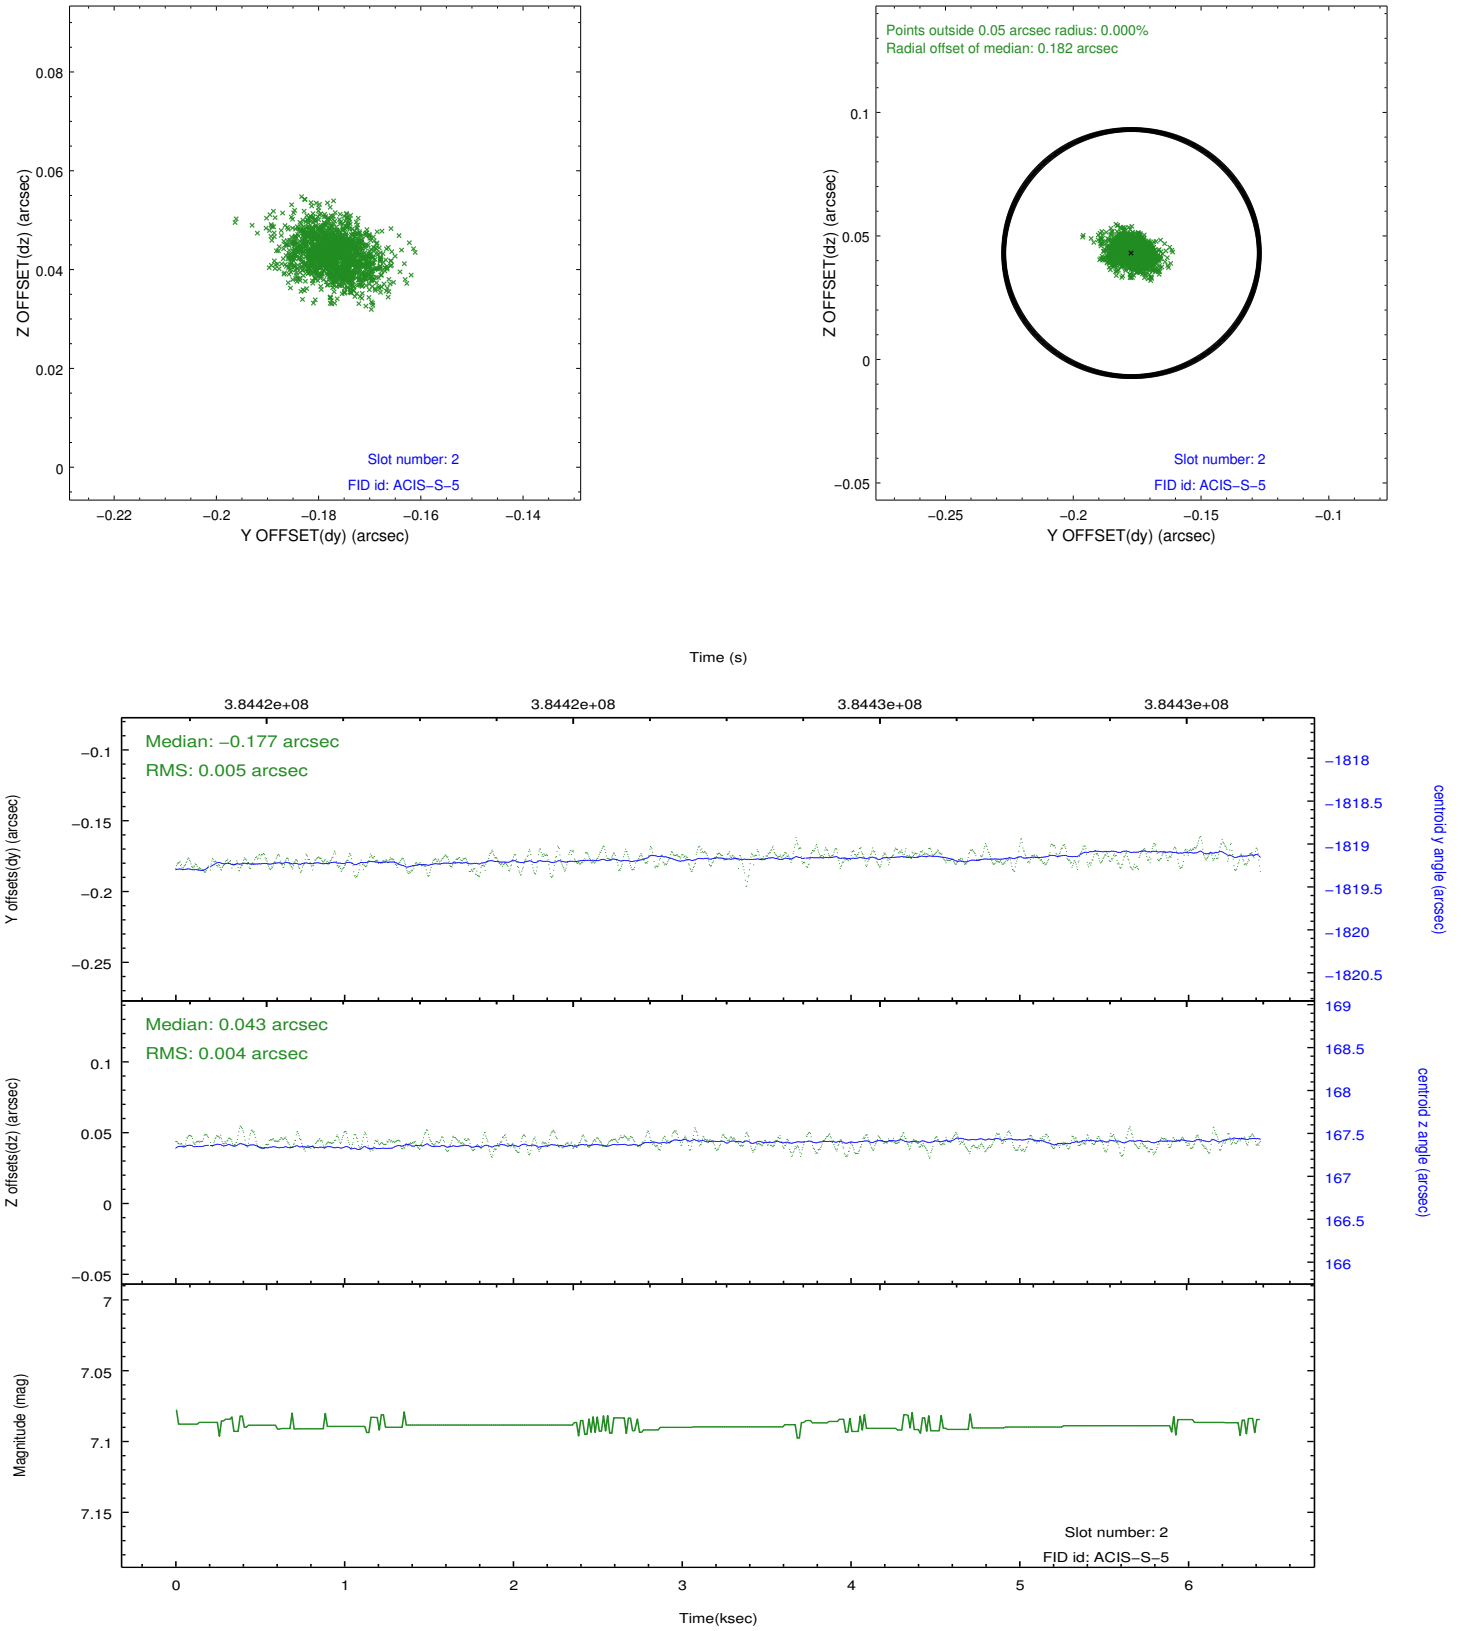 0.08
0.06
0.04
0.02
0
Z OFFSET(dz) (arcsec)
Slot number: 2
FID id: ACIS−S−5
−0.22 −0.2 −0.18 −0.16 −0.14
Y OFFSET(dy) (arcsec)
Points outside 0.05 arcsec radius: 0.000%
Radial offset of median: 0.182 arcsec
0.1
0.05
0
−0.05
Z OFFSET(dz) (arcsec)
Slot number: 2
FID id: ACIS−S−5
−0.25 −0.2 −0.15 −0.1
Y OFFSET(dy) (arcsec)
Time (s)
3.8442e+08 3.8442e+08 3.8443e+08 3.8443e+08
Median: −0.177 arcsec
RMS: 0.005 arcsec
−0.1
−0.15
−0.2
−0.25
Y offsets(dy) (arcsec)
−1818
−1818.5
−1819
−1819.5
−1820
−1820.5
centroid y angle (arcsec)
Median: 0.043 arcsec
RMS: 0.004 arcsec
0.1
0.05
0
−0.05
Z offsets(dz) (arcsec)
169
168.5
168
167.5
167
166.5
166
centroid z angle (arcsec)
7
7.05
7.1
7.15
Magnitude (mag)
Slot number: 2
FID id: ACIS−S−5
0 1 2 3 4 5 6
Time(ksec)